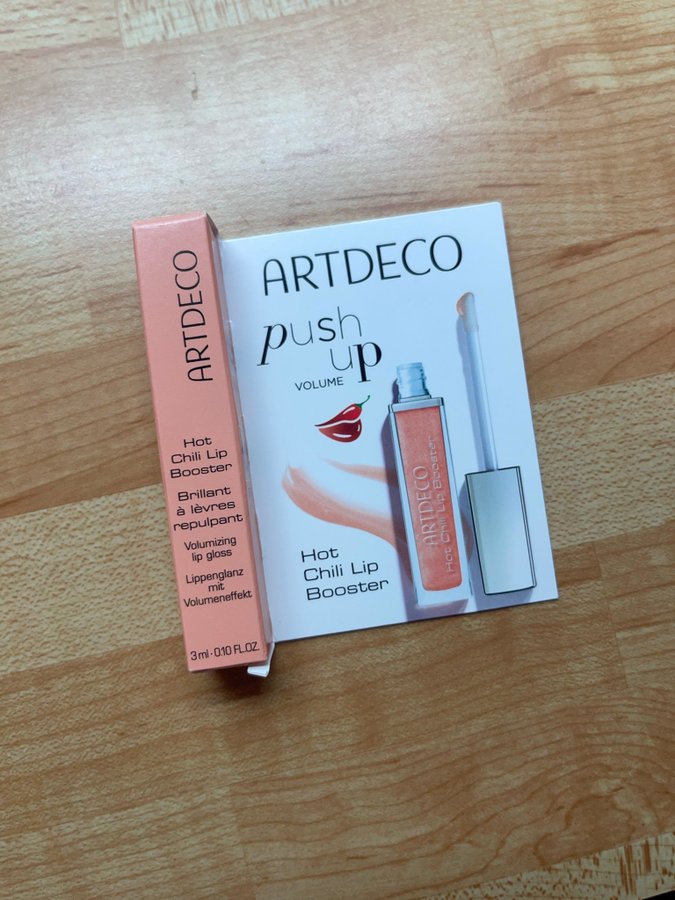 ARTDECO
Hot
Chili Lip
Booster
Brillant
à lèvres
repulpant
Volumizing
lip gloss
Lippenglanz
mit
Volumeneffekt
3 ml · 0.10 FL.OZ.
ARTDECO
push
up
VOLUME
Hot
Chili Lip
Booster
ARTDECO
Hot Chili Lip Booster